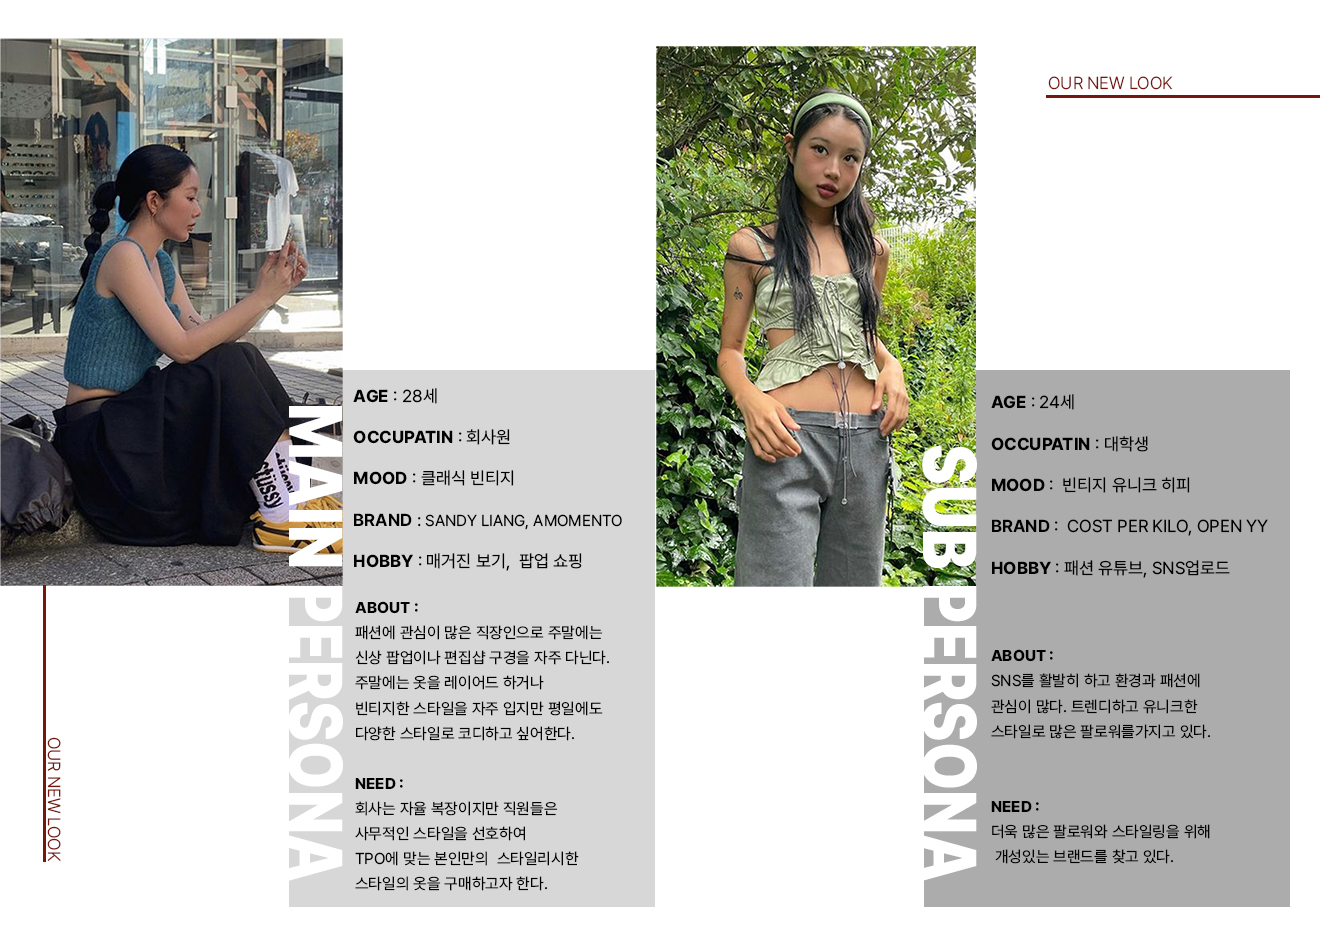 OUR NEW LOOK
stüssy
MAIN PERSONA
AGE : 28세
OCCUPATIN : 회사원
MOOD : 클래식 빈티지
BRAND : SANDY LIANG, AMOMENTO
HOBBY : 매거진 보기, 팝업 쇼핑
ABOUT :
패션에 관심이 많은 직장인으로 주말에는
신상 팝업이나 편집샵 구경을 자주 다닌다.
주말에는 옷을 레이어드 하거나
빈티지한 스타일을 자주 입지만 평일에도
다양한 스타일로 코디하고 싶어한다.
NEED :
회사는 자율 복장이지만 직원들은
사무적인 스타일을 선호하여
TPO에 맞는 본인만의 스타일리시한
스타일의 옷을 구매하고자 한다.
OUR NEW LOOK
SUB PERSONA
AGE : 24세
OCCUPATIN : 대학생
MOOD : 빈티지 유니크 히피
BRAND : COST PER KILO, OPEN YY
HOBBY : 패션 유튜브, SNS업로드
ABOUT :
SNS를 활발히 하고 환경과 패션에
관심이 많다. 트렌디하고 유니크한
스타일로 많은 팔로워를가지고 있다.
NEED :
더욱 많은 팔로워와 스타일링을 위해
개성있는 브랜드를 찾고 있다.